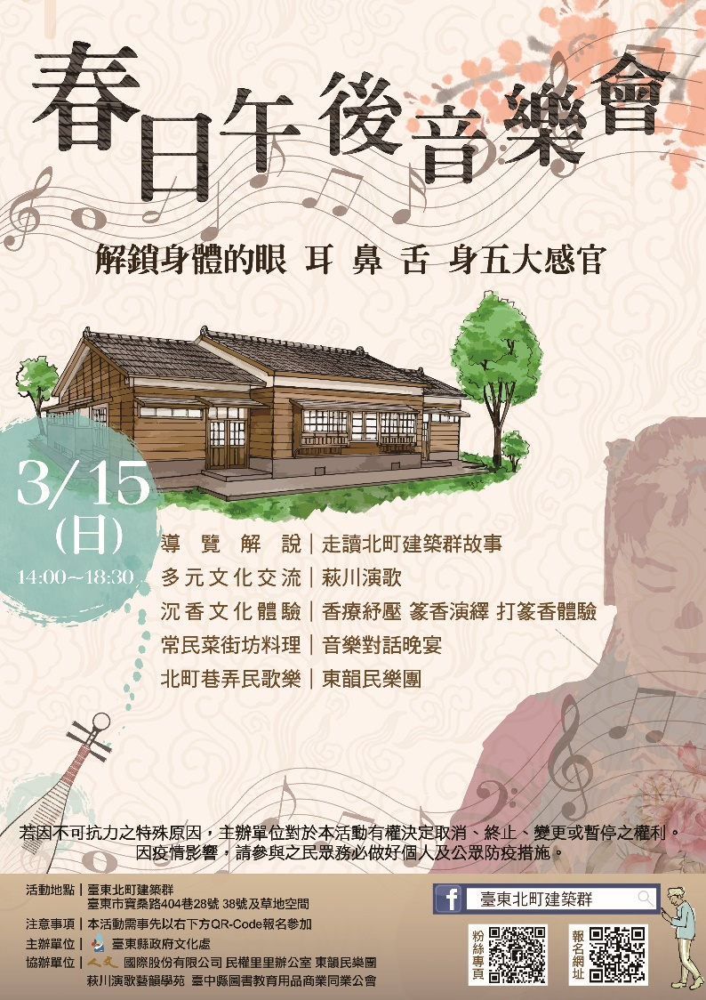 春日午後音樂會
解鎖身體的眼 耳 鼻 舌 身五大感官
3/15
(日)
14:00~18:30
導覽解說｜走讀北町建築群故事
多元文化交流｜萩川演歌
沉香文化體驗｜香療紓壓 篆香演繹 打篆香體驗
常民菜街坊料理｜音樂對話晚宴
北町巷弄民歌樂｜東韻民樂團
若因不可抗力之特殊原因，主辦單位對於本活動有權決定取消、終止、變更或暫停之權利。
因疫情影響，請參與之民眾務必做好個人及公眾防疫措施。
活動地點｜臺東北町建築群
臺東市寶桑路404巷28號 38號及草地空間
注意事項｜本活動需事先以右下方QR-Code報名參加
主辦單位｜臺東縣政府文化處
協辦單位｜人文 國際股份有限公司 民權里里辦公室 東韻民樂團
萩川演歌藝韻學苑 臺中縣圖書教育用品商業同業公會
f 臺東北町建築群
粉絲專頁
報名網址